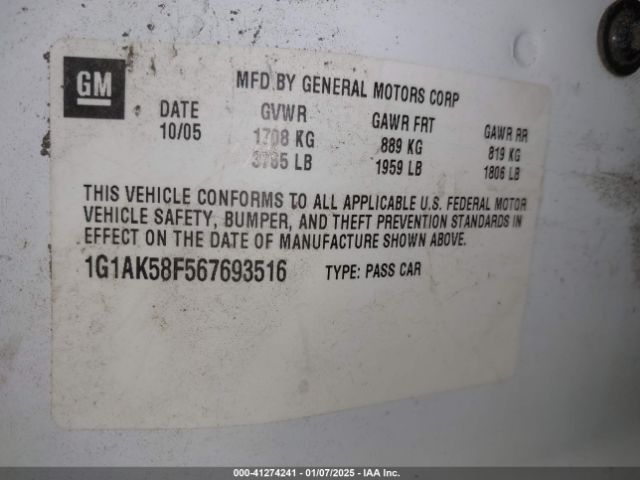 GM
MFD BY GENERAL MOTORS CORP
DATE GVWR GAWR FRT GAWR RR
10/05 1708 KG 889 KG 819 KG
3765 LB 1959 LB 1806 LB
THIS VEHICLE CONFORMS TO ALL APPLICABLE U.S. FEDERAL MOTOR
VEHICLE SAFETY, BUMPER, AND THEFT PREVENTION STANDARDS IN
EFFECT ON THE DATE OF MANUFACTURE SHOWN ABOVE.
1G1AK58F567693516 TYPE: PASS CAR
000-41274241 - 01/07/2025 - IAA Inc.